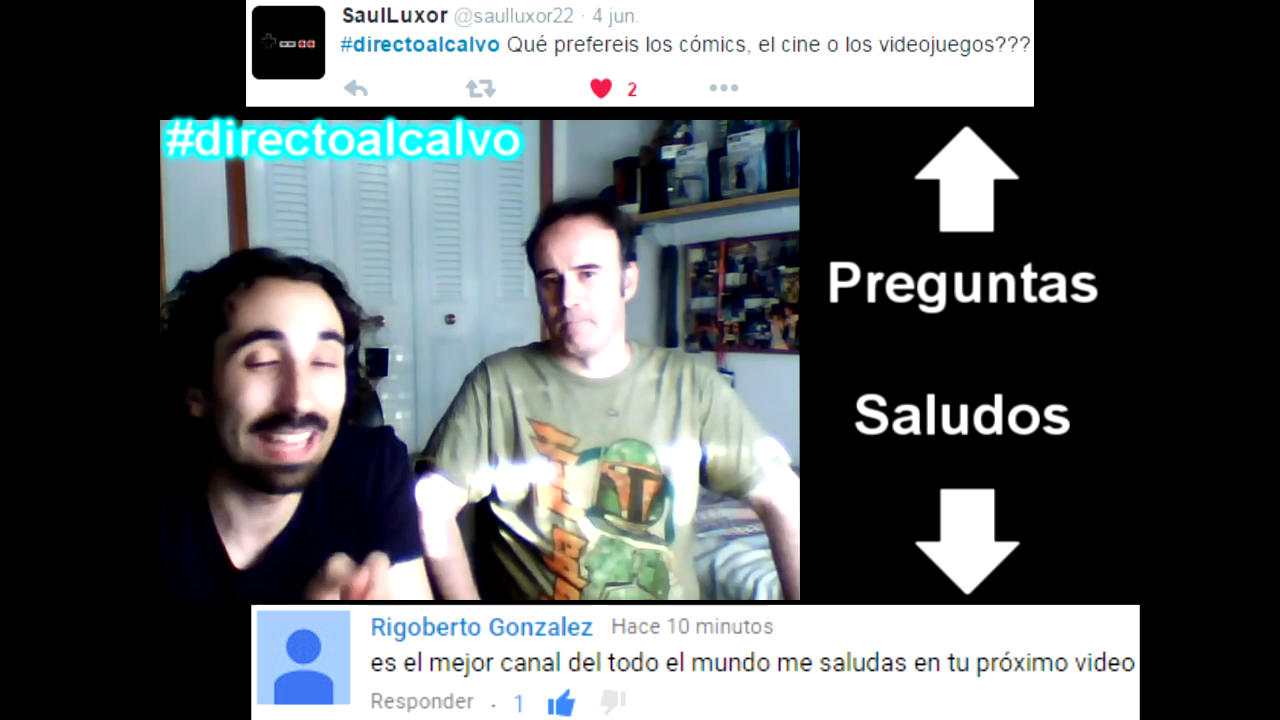 SaulLuxor @saulluxor22 · 4 jun.
#directoalcalvo Qué prefereis los cómics, el cine o los videojuegos???
2
#directoalcalvo
Preguntas
Saludos
Rigoberto Gonzalez Hace 10 minutos
es el mejor canal del todo el mundo me saludas en tu próximo video
Responder · 1